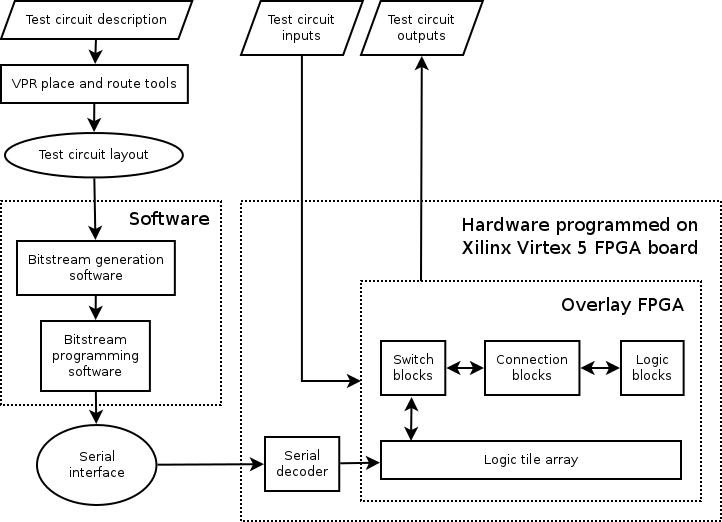 Test circuit description
VPR place and route tools
Test circuit layout
Software
Bitstream generation
software
Bitstream
programming
software
Serial
interface
Test circuit
inputs
Test circuit
outputs
Hardware programmed on
Xilinx Virtex 5 FPGA board
Overlay FPGA
Switch
blocks
Connection
blocks
Logic
blocks
Serial
decoder
Logic tile array